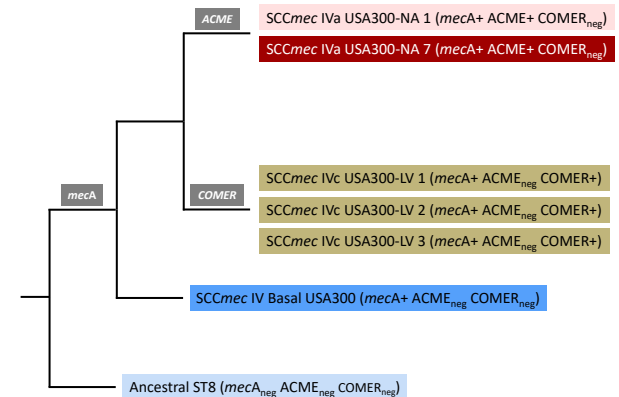 ACME
SCCmec IVa USA300-NA 1 (mecA+ ACME+ COMERneg)
SCCmec IVa USA300-NA 7 (mecA+ ACME+ COMERneg)
SCCmec IVc USA300-LV 1 (mecA+ ACMEneg COMER+)
mecA
COMER
SCCmec IVc USA300-LV 2 (mecA+ ACMEneg COMER+)
SCCmec IVc USA300-LV 3 (mecA+ ACMEneg COMER+)
SCCmec IV Basal USA300 (mecA+ ACMEneg COMERneg)
Ancestral ST8 (mecAneg ACMEneg COMERneg)